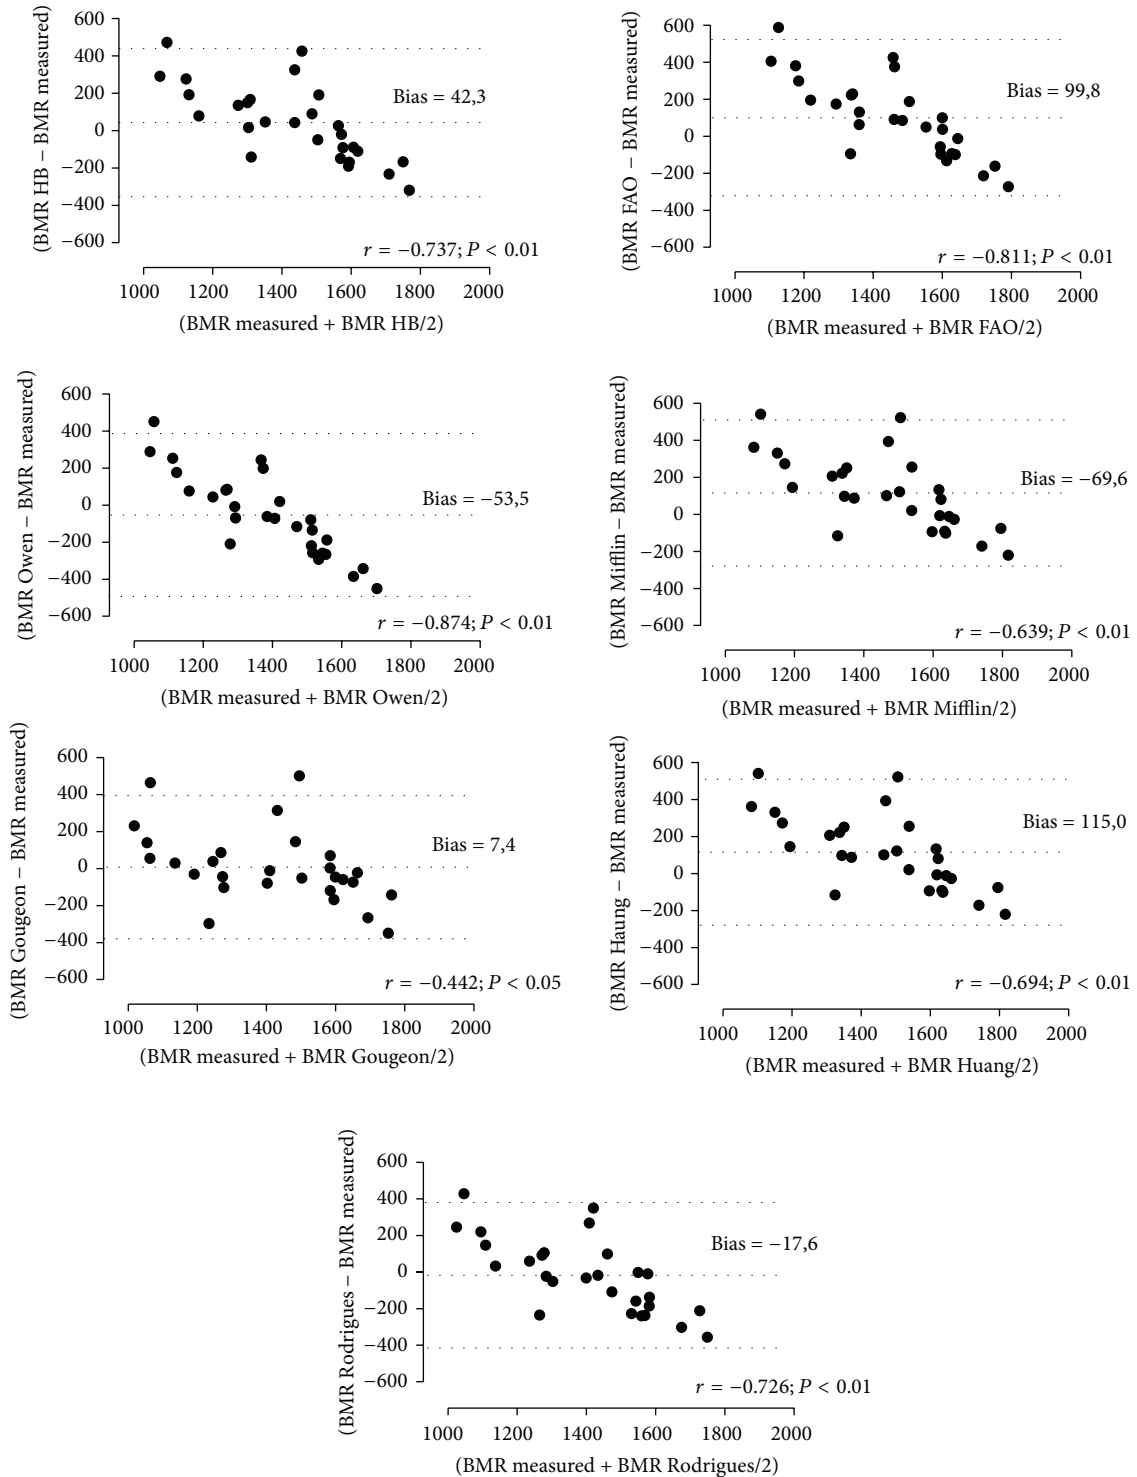 (BMR HB − BMR measured)
600
400
200
0
−200
−400
−600
Bias = 42,3
r = −0.737; P < 0.01
1000 1200 1400 1600 1800 2000
(BMR measured + BMR HB/2)
(BMR FAO − BMR measured)
600
400
200
0
−200
−400
−600
Bias = 99,8
r = −0.811; P < 0.01
1000 1200 1400 1600 1800 2000
(BMR measured + BMR FAO/2)
(BMR Owen − BMR measured)
600
400
200
0
−200
−400
−600
Bias = −53,5
r = −0.874; P < 0.01
1000 1200 1400 1600 1800 2000
(BMR measured + BMR Owen/2)
(BMR Mifflin − BMR measured)
600
400
200
0
−200
−400
−600
Bias = −69,6
r = −0.639; P < 0.01
1000 1200 1400 1600 1800 2000
(BMR measured + BMR Mifflin/2)
(BMR Gougeon − BMR measured)
600
400
200
0
−200
−400
−600
Bias = 7,4
r = −0.442; P < 0.05
1000 1200 1400 1600 1800 2000
(BMR measured + BMR Gougeon/2)
(BMR Haung − BMR measured)
600
400
200
0
−200
−400
−600
Bias = 115,0
r = −0.694; P < 0.01
1000 1200 1400 1600 1800 2000
(BMR measured + BMR Huang/2)
(BMR Rodrigues − BMR measured)
600
400
200
0
−200
−400
−600
Bias = −17,6
r = −0.726; P < 0.01
1000 1200 1400 1600 1800 2000
(BMR measured + BMR Rodrigues/2)